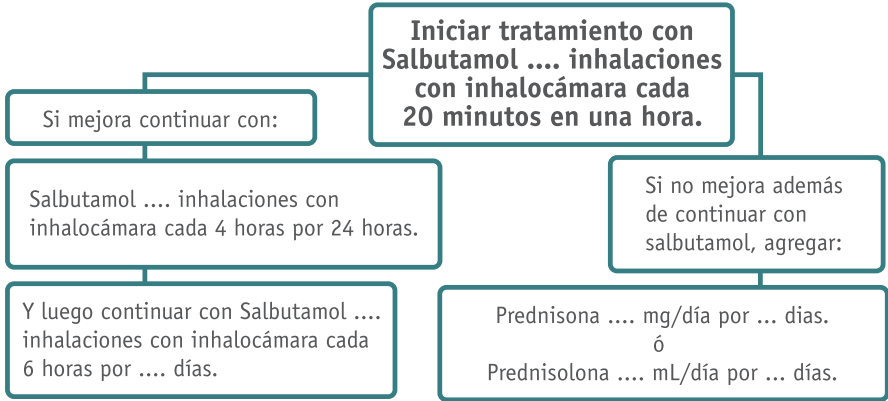 Iniciar tratamiento con
Salbutamol .... inhalaciones
con inhalocámara cada
20 minutos en una hora.
Si mejora continuar con:
Salbutamol .... inhalaciones con
inhalocámara cada 4 horas por 24 horas.
Y luego continuar con Salbutamol ....
inhalaciones con inhalocámara cada
6 horas por .... días.
Si no mejora además
de continuar con
salbutamol, agregar:
Prednisona .... mg/día por ... dias.
ó
Prednisolona .... mL/día por ... días.